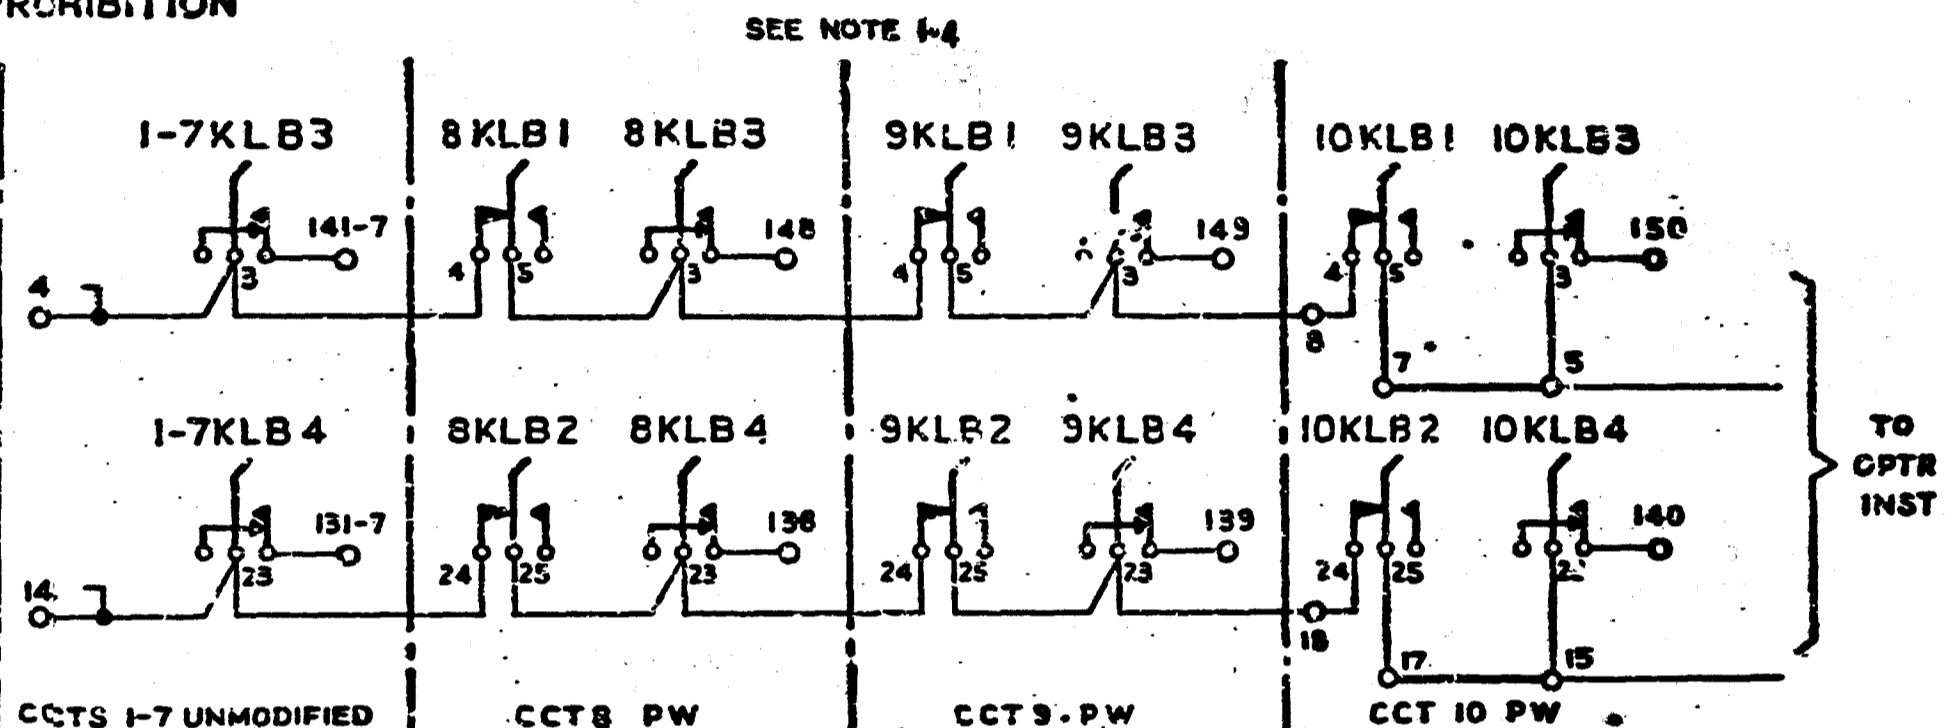 SEE NOTE 1-4
1-7KLB3 8KLB1 8KLB3 9KLB1 9KLB3 10KLB1 10KLB3
141-7 148 149 150
4 3 4 5 3 4 5 3 4 5 3
8 7 5
1-7KLB4 8KLB2 8KLB4 9KLB2 9KLB4 10KLB2 10KLB4
131-7 138 139 140
14 23 24 25 23 24 25 23 24 25
18 17 15
TO
OPTR
INST
CCTS 1-7 UNMODIFIED CCT 8 PW CCT 9 PW CCT 10 PW